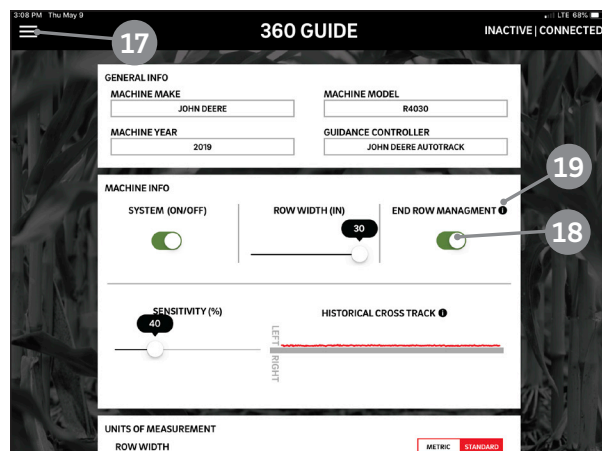 3:08 PM Thu May 9
LTE 68%
17
360 GUIDE
INACTIVE | CONNECTED
GENERAL INFO
MACHINE MAKE
MACHINE MODEL
JOHN DEERE
R4030
MACHINE YEAR
GUIDANCE CONTROLLER
2019
JOHN DEERE AUTOTRACK
MACHINE INFO
19
SYSTEM (ON/OFF)
ROW WIDTH (IN)
END ROW MANAGMENT
30
18
SENSITIVITY (%)
40
HISTORICAL CROSS TRACK
LEFT
RIGHT
UNITS OF MEASUREMENT
ROW WIDTH
METRIC STANDARD